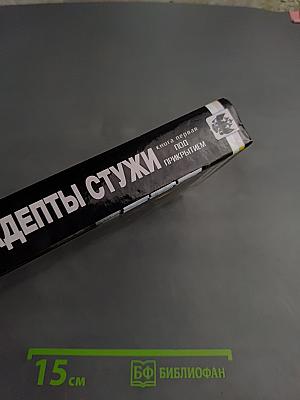 ДЕПТЫ СТУЖИ
книга первая
ПОД
ПРИКРЫТИЕМ
15 см
БФ БИБЛИОФАН